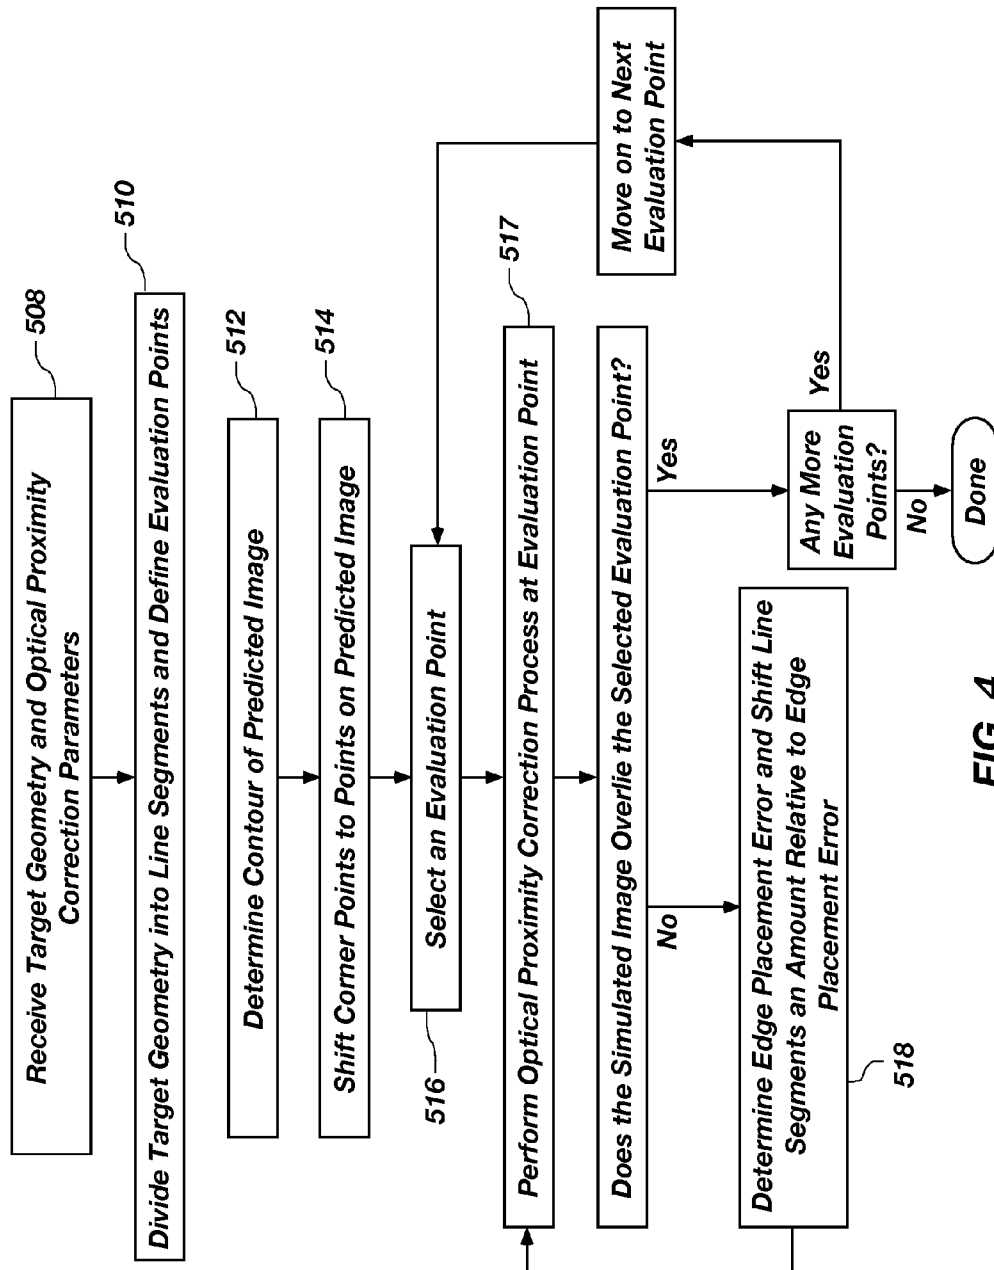 508
Receive Target Geometry and Optical Proximity
Correction Parameters
510
Divide Target Geometry into Line Segments and Define Evaluation Points
512
Determine Contour of Predicted Image
514
Shift Corner Points to Points on Predicted Image
516
Select an Evaluation Point
517
Perform Optical Proximity Correction Process at Evaluation Point
Does the Simulated Image Overlie the Selected Evaluation Point?
No
Yes
Determine Edge Placement Error and Shift Line
Segments an Amount Relative to Edge
Placement Error
518
Any More
Evaluation
Points?
Yes
No
Move on to Next
Evaluation Point
Done
FIG. 4